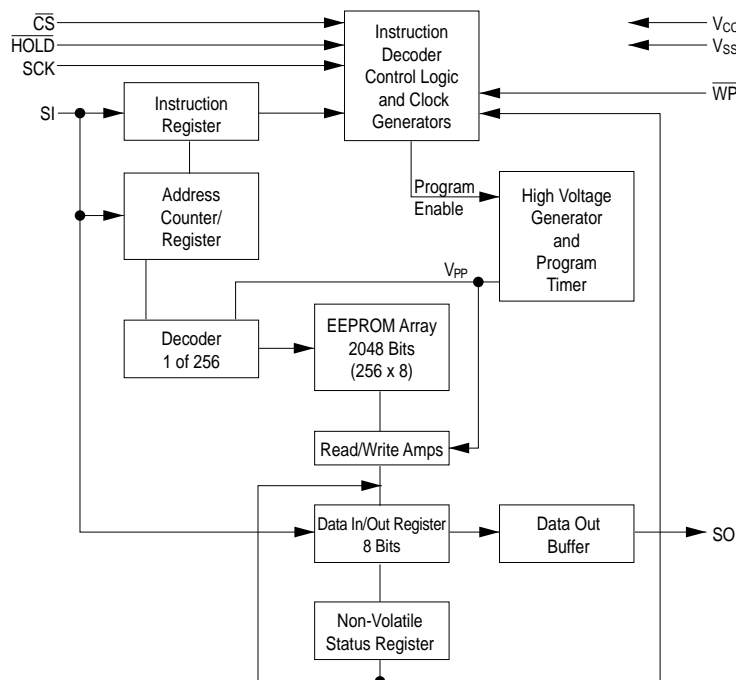 CS
HOLD
SCK
SI
Instruction
Decoder
Control Logic
and Clock
Generators
VCC
VSS
WP
Instruction
Register
Address
Counter/
Register
Program
Enable
High Voltage
Generator
and
Program
Timer
VPP
Decoder
1 of 256
EEPROM Array
2048 Bits
(256 x 8)
Read/Write Amps
Data In/Out Register
8 Bits
Data Out
Buffer
SO
Non-Volatile
Status Register